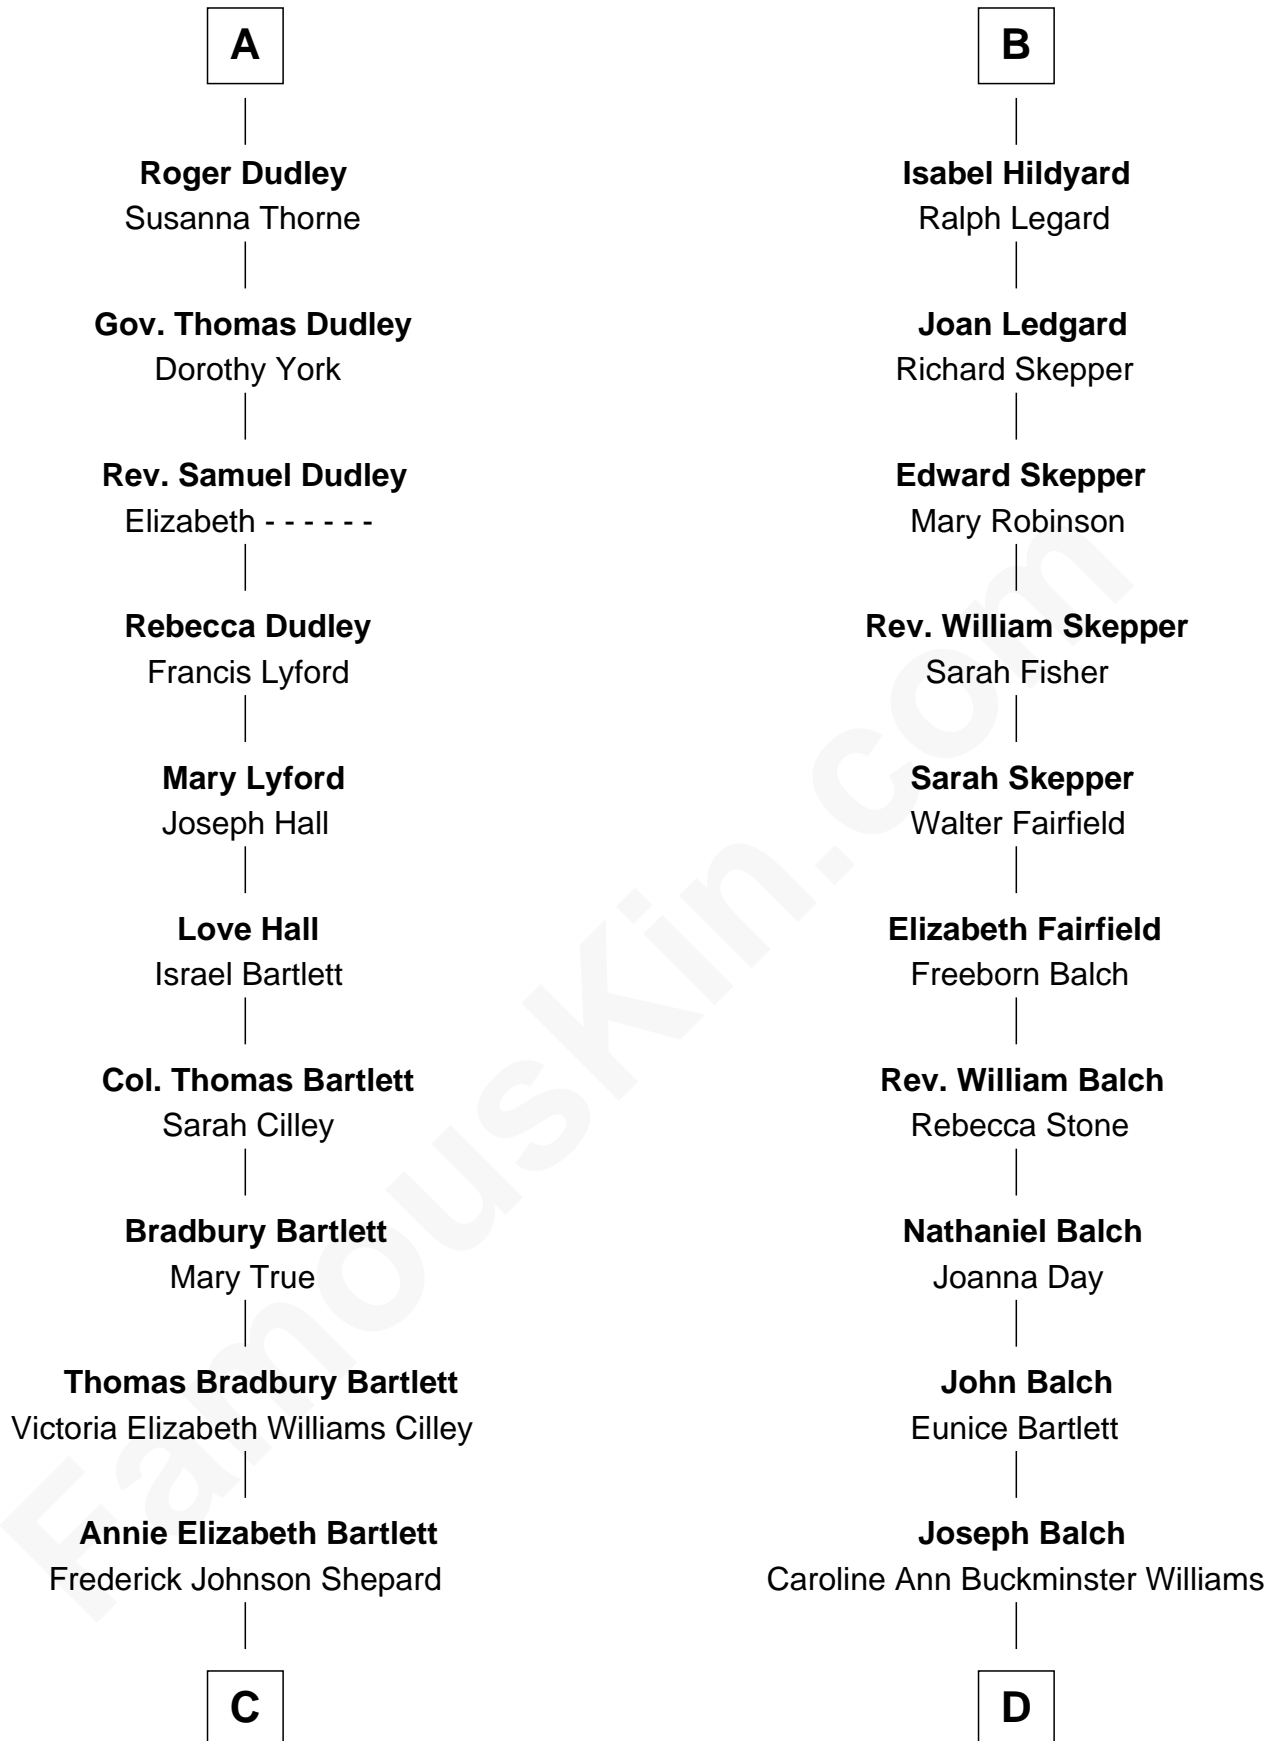 A
Roger Dudley
Susanna Thorne
Gov. Thomas Dudley
Dorothy York
Rev. Samuel Dudley
Elizabeth - - - - - -
Rebecca Dudley
Francis Lyford
Mary Lyford
Joseph Hall
Love Hall
Israel Bartlett
Col. Thomas Bartlett
Sarah Cilley
Bradbury Bartlett
Mary True
Thomas Bradbury Bartlett
Victoria Elizabeth Williams Cilley
Annie Elizabeth Bartlett
Frederick Johnson Shepard
C
B
Isabel Hildyard
Ralph Legard
Joan Ledgard
Richard Skepper
Edward Skepper
Mary Robinson
Rev. William Skepper
Sarah Fisher
Sarah Skepper
Walter Fairfield
Elizabeth Fairfield
Freeborn Balch
Rev. William Balch
Rebecca Stone
Nathaniel Balch
Joanna Day
John Balch
Eunice Bartlett
Joseph Balch
Caroline Ann Buckminster Williams
D
FamousKin.com